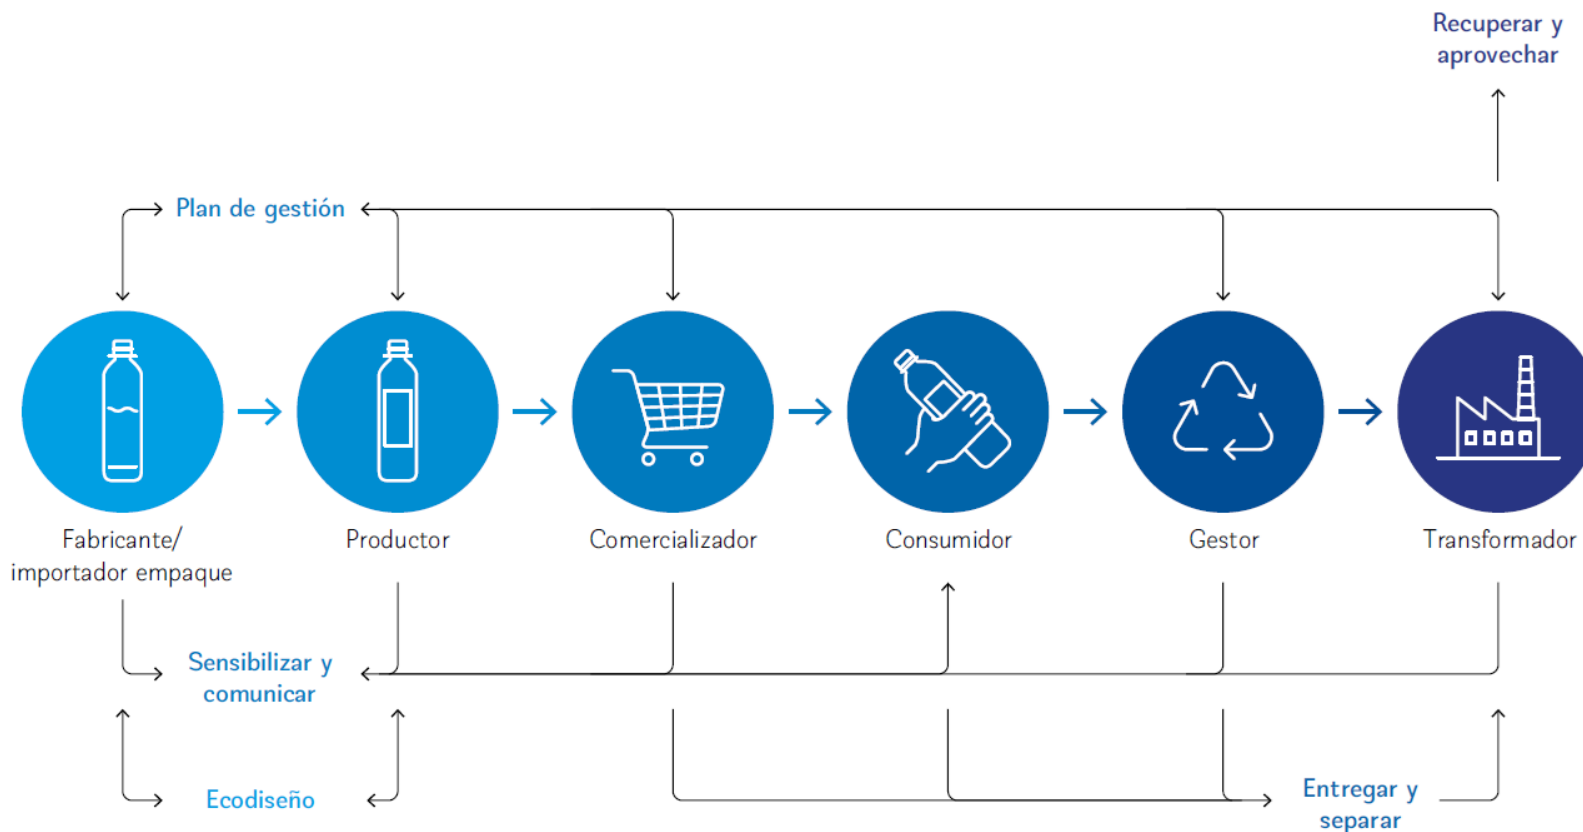 Recuperar y
aprovechar
Plan de gestión
Fabricante/
importador empaque
Productor
Comercializador
Consumidor
Gestor
Transformador
Sensibilizar y
comunicar
Ecodiseño
Entregar y
separar